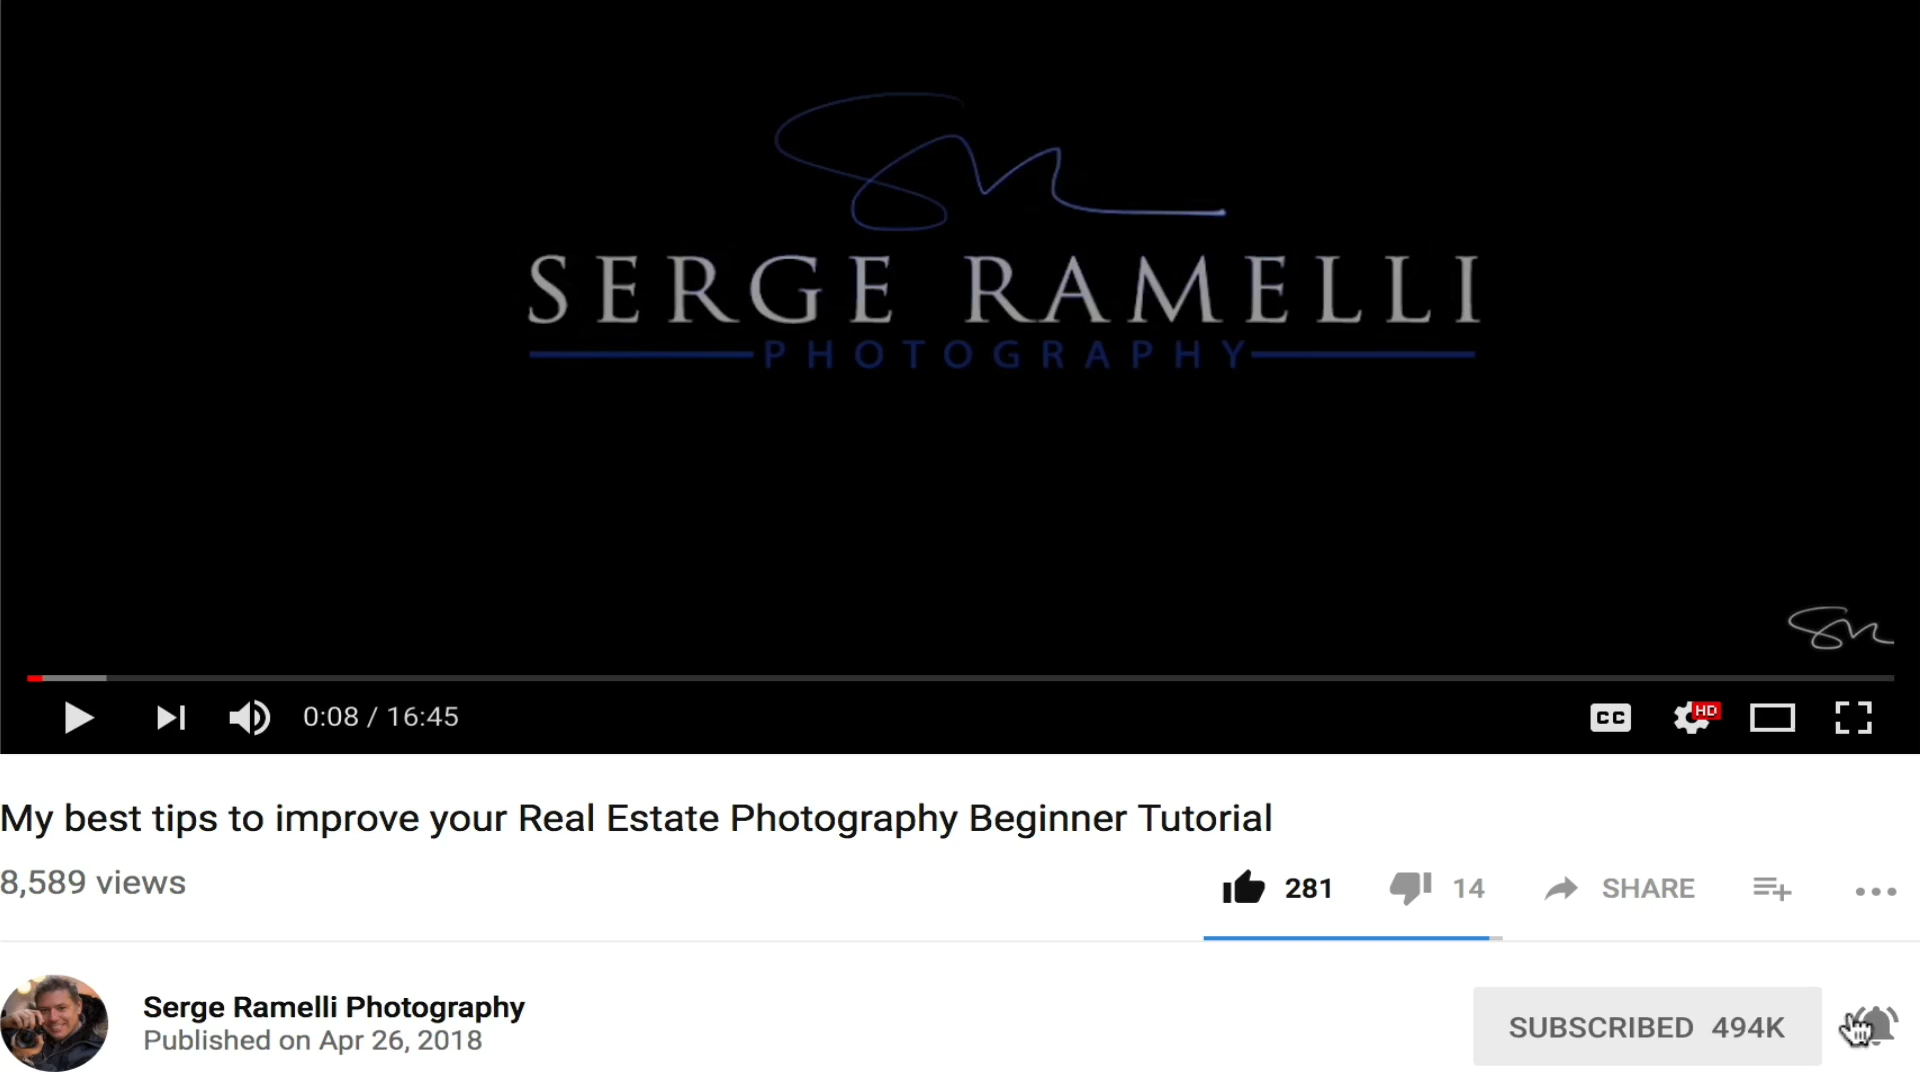 SERGE RAMELLI
PHOTOGRAPHY
0:08 / 16:45
CC
HD
My best tips to improve your Real Estate Photography Beginner Tutorial
8,589 views
281
14
SHARE
Serge Ramelli Photography
Published on Apr 26, 2018
SUBSCRIBED 494K